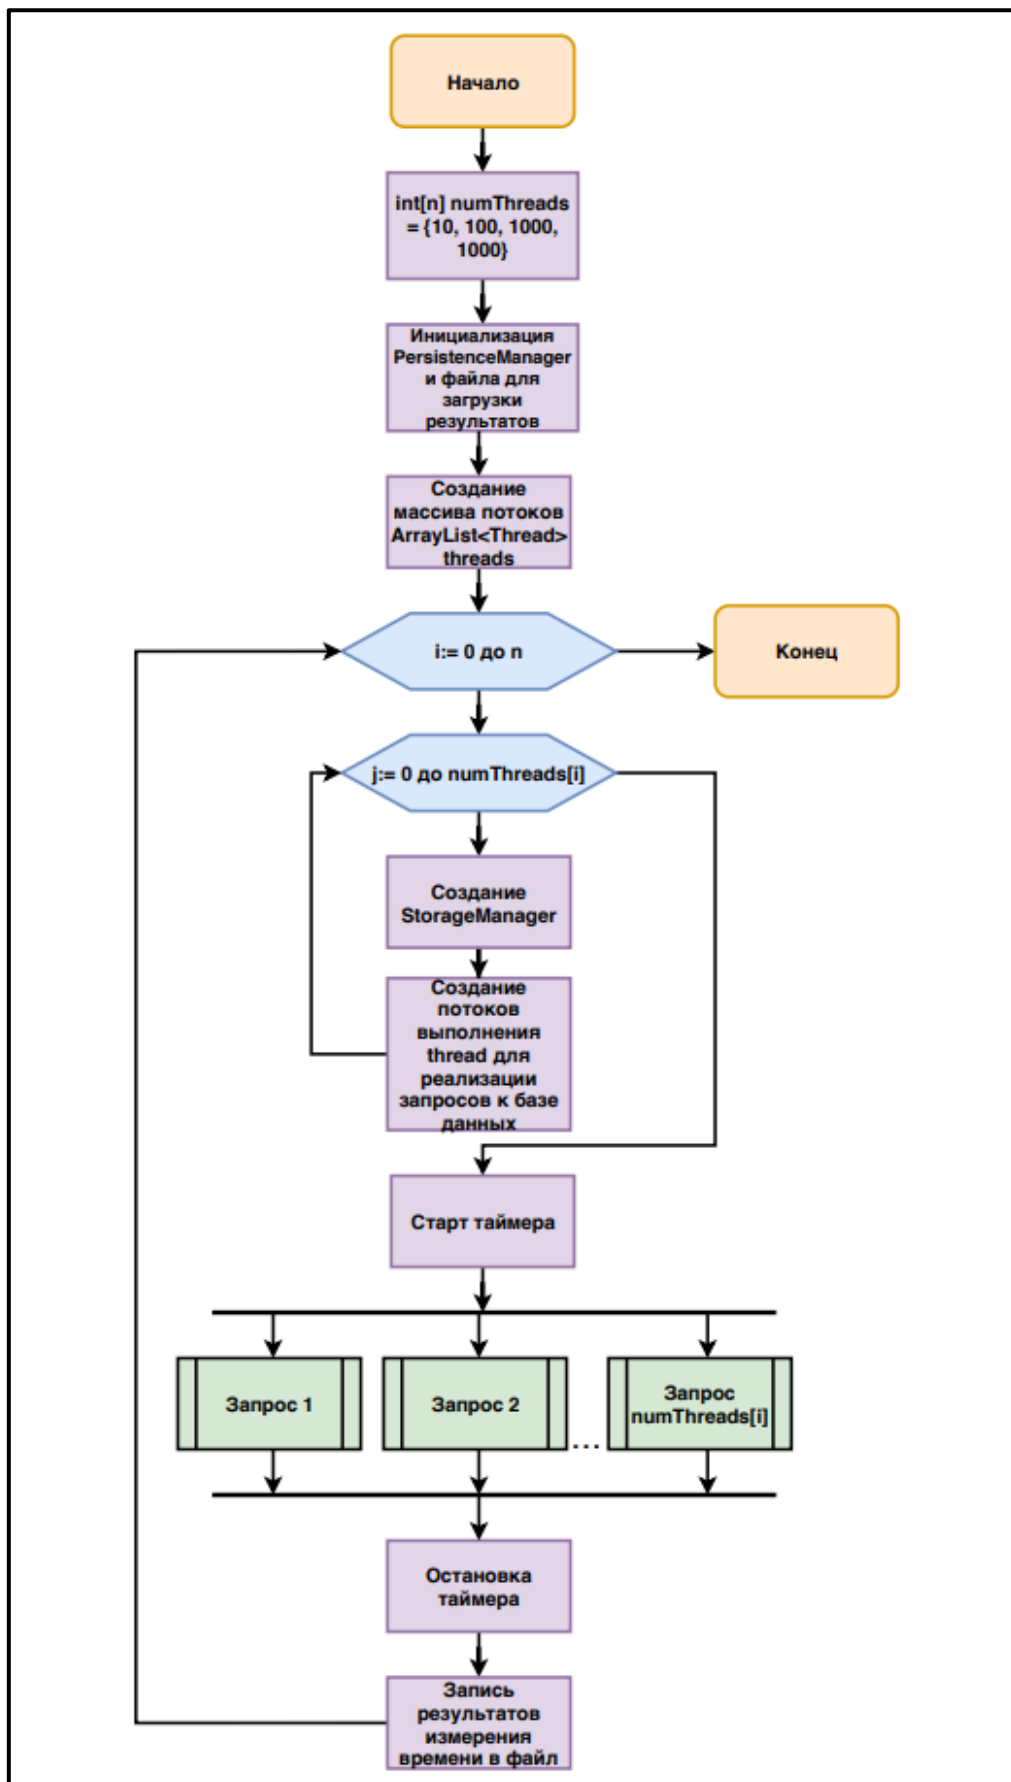 Начало
int[n] numThreads
= {10, 100, 1000,
1000}
Инициализация
PersistenceManager
и файла для
загрузки
результатов
Создание
массива потоков
ArrayList<Thread>
threads
i:= 0 до n
Конец
j:= 0 до numThreads[i]
Создание
StorageManager
Создание
потоков
выполнения
thread для
реализации
запросов к базе
данных
Старт таймера
Запрос 1
Запрос 2
...
Запрос
numThreads[i]
Остановка
таймера
Запись
результатов
измерения
времени в файл